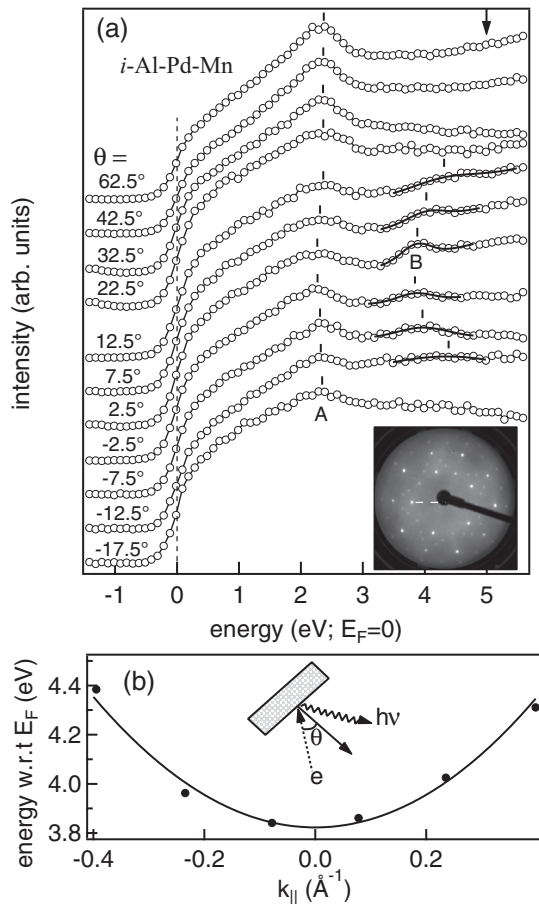 (a)
i-Al-Pd-Mn
θ =
62.5°
42.5°
32.5°
22.5°
12.5°
7.5°
2.5°
-2.5°
-7.5°
-12.5°
-17.5°
B
A
intensity (arb. units)
-1 0 1 2 3 4 5
energy (eV; E_F=0)
(b)
4.4
4.2
4.0
3.8
energy w.r.t E_F (eV)
hν
θ
e
-0.4 -0.2 0.0 0.2
k_|| (Å⁻¹)